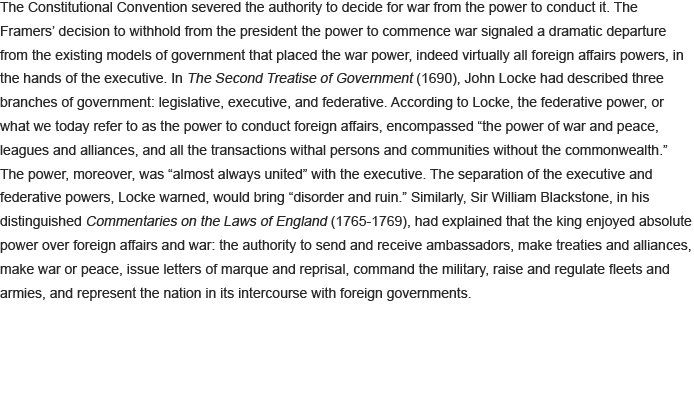 The Constitutional Convention severed the authority to decide for war from the power to conduct it. The
Framers’ decision to withhold from the president the power to commence war signaled a dramatic departure
from the existing models of government that placed the war power, indeed virtually all foreign affairs powers, in
the hands of the executive. In The Second Treatise of Government (1690), John Locke had described three
branches of government: legislative, executive, and federative. According to Locke, the federative power, or
what we today refer to as the power to conduct foreign affairs, encompassed “the power of war and peace,
leagues and alliances, and all the transactions withal persons and communities without the commonwealth.”
The power, moreover, was “almost always united” with the executive. The separation of the executive and
federative powers, Locke warned, would bring “disorder and ruin.” Similarly, Sir William Blackstone, in his
distinguished Commentaries on the Laws of England (1765-1769), had explained that the king enjoyed absolute
power over foreign affairs and war: the authority to send and receive ambassadors, make treaties and alliances,
make war or peace, issue letters of marque and reprisal, command the military, raise and regulate fleets and
armies, and represent the nation in its intercourse with foreign governments.